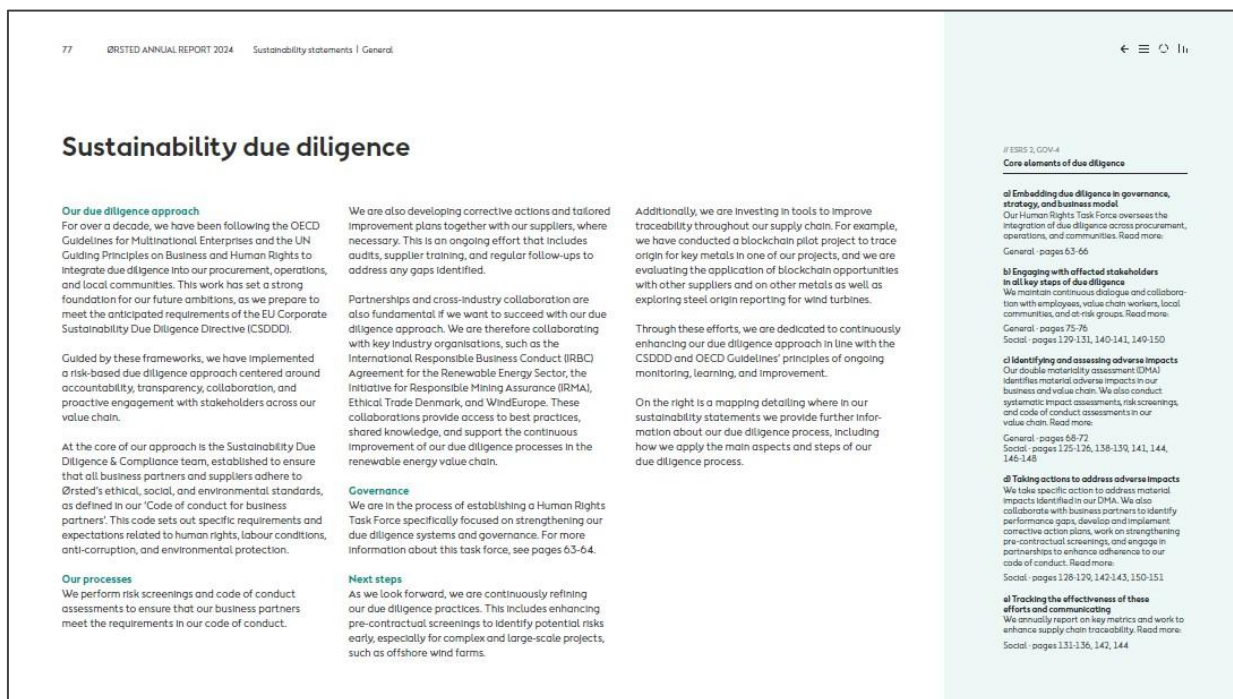 77 ØRSTED ANNUAL REPORT 2024 Sustainability statements | General
Sustainability due diligence
Our due diligence approach
For over a decade, we have been following the OECD
Guidelines for Multinational Enterprises and the UN
Guiding Principles on Business and Human Rights to
integrate due diligence into our procurement, operations,
and local communities. This work has set a strong
foundation for our future ambitions, as we prepare to
meet the anticipated requirements of the EU Corporate
Sustainability Due Diligence Directive (CSDDD).
Guided by these frameworks, we have implemented
a risk-based due diligence approach centered around
accountability, transparency, collaboration, and
proactive engagement with stakeholders across our
value chain.
At the core of our approach is the Sustainability Due
Diligence & Compliance team, established to ensure
that all business partners and suppliers adhere to
Ørsted's ethical, social, and environmental standards,
as defined in our 'Code of conduct for business
partners'. This code sets out specific requirements and
expectations related to human rights, labour conditions,
anti-corruption, and environmental protection.
Our processes
We perform risk screenings and code of conduct
assessments to ensure that our business partners
meet the requirements in our code of conduct.
We are also developing corrective actions and tailored
improvement plans together with our suppliers, where
necessary. This is an ongoing effort that includes
audits, supplier training, and regular follow-ups to
address any gaps identified.
Partnerships and cross-industry collaboration are
also fundamental if we want to succeed with our due
diligence approach. We are therefore collaborating
with key industry organisations, such as the
International Responsible Business Conduct (IRBC)
Agreement for the Renewable Energy Sector, the
Initiative for Responsible Mining Assurance (IRMA),
Ethical Trade Denmark, and WindEurope. These
collaborations provide access to best practices,
shared knowledge, and support the continuous
improvement of our due diligence processes in the
renewable energy value chain.
Governance
We are in the process of establishing a Human Rights
Task Force specifically focused on strengthening our
due diligence systems and governance. For more
information about this task force, see pages 63-64.
Next steps
As we look forward, we are continuously refining
our due diligence practices. This includes enhancing
pre-contractual screenings to identify potential risks
early, especially for complex and large-scale projects,
such as offshore wind farms.
Additionally, we are investing in tools to improve
traceability throughout our supply chain. For example,
we have conducted a blockchain pilot project to trace
origin for key metals in one of our projects, and we are
evaluating the application of blockchain opportunities
with other suppliers and on other metals as well as
exploring steel origin reporting for wind turbines.
Through these efforts, we are dedicated to continuously
enhancing our due diligence approach in line with the
CSDDD and OECD Guidelines' principles of ongoing
monitoring, learning, and improvement.
On the right is a mapping detailing where in our
sustainability statements we provide further infor-
mation about our due diligence process, including
how we apply the main aspects and steps of our
due diligence process.
// ESRS 2, GOV-4
Core elements of due diligence
a) Embedding due diligence in governance,
strategy, and business model
Our Human Rights Task Force oversees the
integration of due diligence across procurement,
operations, and communities. Read more:
General - pages 63-66
b) Engaging with affected stakeholders
in all key steps of due diligence
We maintain continuous dialogue and collabora-
tion with employees, value chain workers, local
communities, and at-risk groups. Read more:
General - pages 75-76
Social - pages 129-131, 140-141, 149-150
c) Identifying and assessing adverse impacts
Our double materiality assessment (DMA)
identifies material adverse impacts in our
business and value chain. We also conduct
systematic impact assessments, risk screenings,
and code of conduct assessments in our
value chain. Read more:
General - pages 68-72
Social - pages 125-126, 138-139, 141, 144,
146-148
d) Taking actions to address adverse impacts
We take specific action to address material
impacts identified in our DMA. We also
collaborate with business partners to identify
performance gaps, develop and implement
corrective action plans, work on strengthening
pre-contractual screenings, and engage in
partnerships to enhance adherence to our
code of conduct. Read more:
Social - pages 128-129, 142-143, 150-151
e) Tracking the effectiveness of these
efforts and communicating
We annually report on key metrics and work to
enhance supply chain traceability. Read more:
Social - pages 131-136, 142, 144